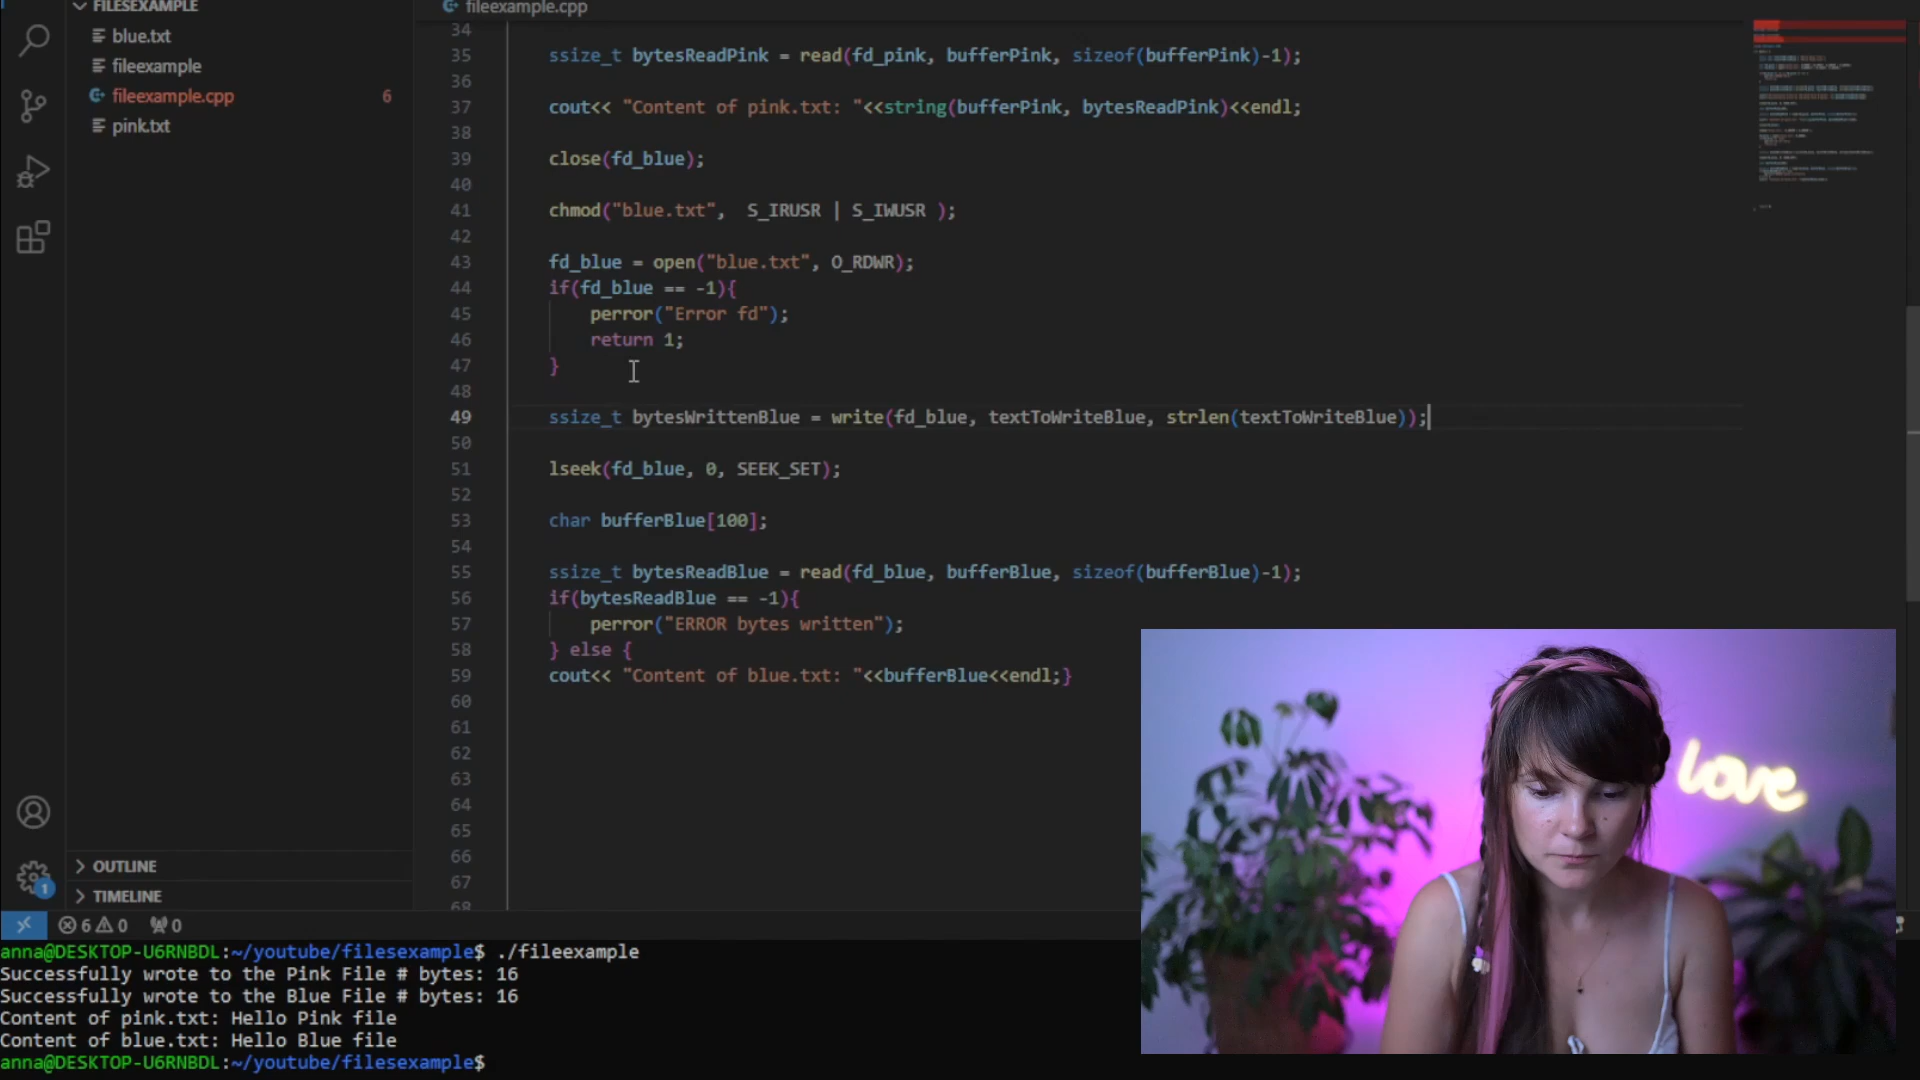 FILESEXAMPLE
blue.txt
fileexample
fileexample.cpp 6
pink.txt
OUTLINE
TIMELINE
1
6 0 0
fileexample.cpp
34
35 ssize_t bytesReadPink = read(fd_pink, bufferPink, sizeof(bufferPink)-1);
36
37 cout<< "Content of pink.txt: "<<string(bufferPink, bytesReadPink)<<endl;
38
39 close(fd_blue);
40
41 chmod("blue.txt",  S_IRUSR | S_IWUSR );
42
43 fd_blue = open("blue.txt", O_RDWR);
44 if(fd_blue == -1){
45 perror("Error fd");
46 return 1;
47 }
48
49 ssize_t bytesWrittenBlue = write(fd_blue, textToWriteBlue, strlen(textToWriteBlue));
50
51 lseek(fd_blue, 0, SEEK_SET);
52
53 char bufferBlue[100];
54
55 ssize_t bytesReadBlue = read(fd_blue, bufferBlue, sizeof(bufferBlue)-1);
56 if(bytesReadBlue == -1){
57 perror("ERROR bytes written");
58 } else {
59 cout<< "Content of blue.txt: "<<bufferBlue<<endl;}
60
61
62
63
64
65
66
67
68
love
anna@DESKTOP-U6RNBDL:~/youtube/filesexample$ ./fileexample
Successfully wrote to the Pink File # bytes: 16
Successfully wrote to the Blue File # bytes: 16
Content of pink.txt: Hello Pink file
Content of blue.txt: Hello Blue file
anna@DESKTOP-U6RNBDL:~/youtube/filesexample$